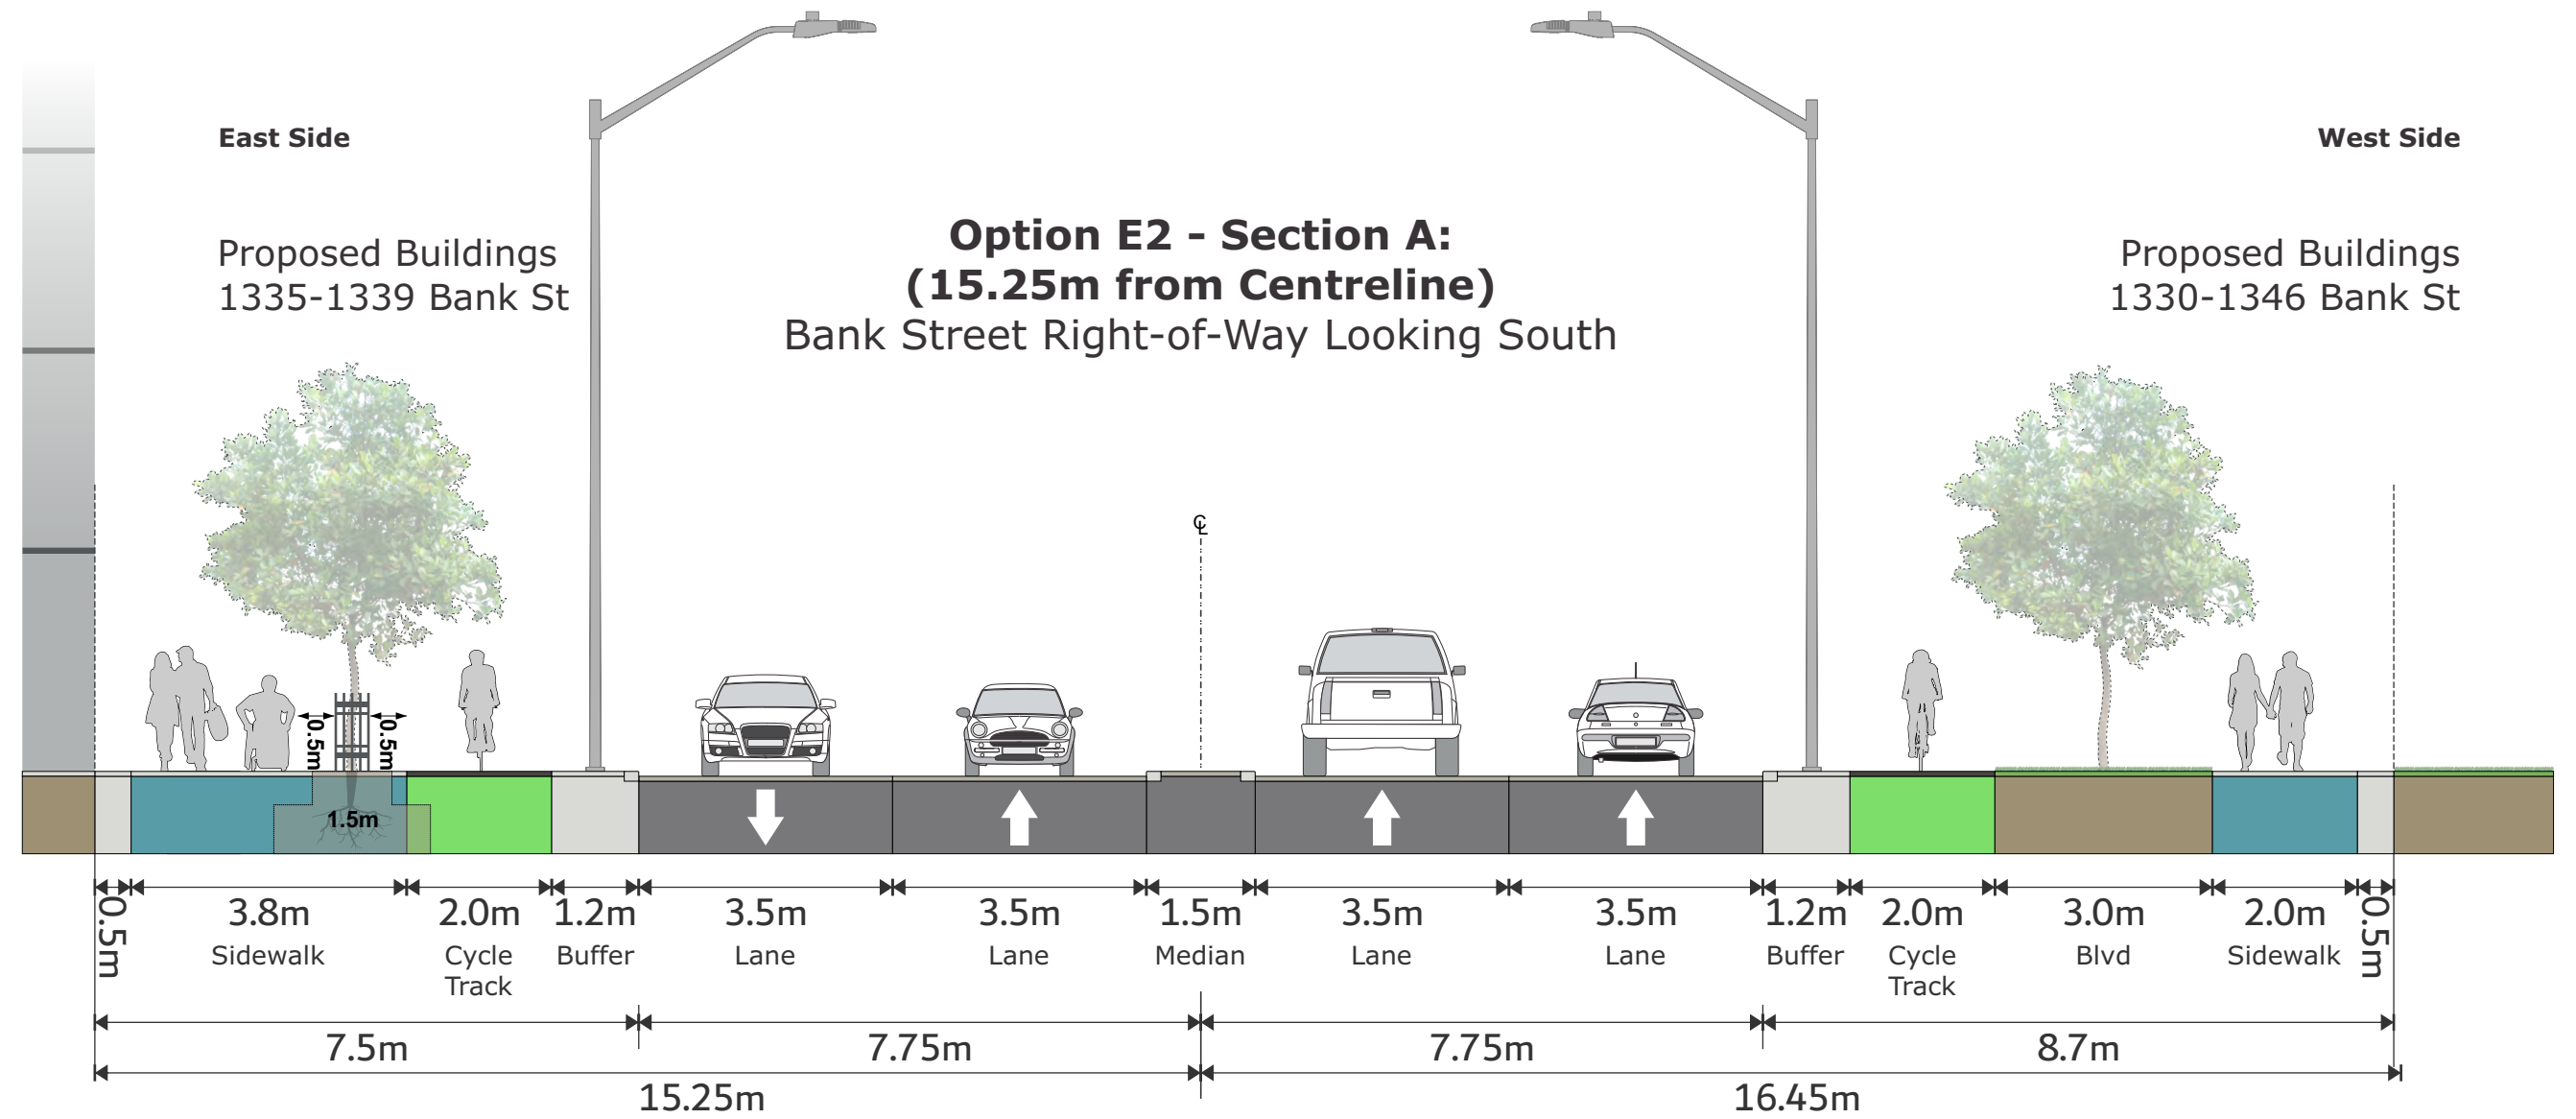 East Side
West Side
Proposed Buildings
1335-1339 Bank St
Option E2 - Section A:
(15.25m from Centreline)
Bank Street Right-of-Way Looking South
Proposed Buildings
1330-1346 Bank St
℄
0.5m
0.5m
1.5m
0.5m
3.8m
Sidewalk
2.0m
Cycle
Track
1.2m
Buffer
3.5m
Lane
3.5m
Lane
1.5m
Median
3.5m
Lane
3.5m
Lane
1.2m
Buffer
2.0m
Cycle
Track
3.0m
Blvd
2.0m
Sidewalk
0.5m
7.5m
7.75m
7.75m
8.7m
15.25m
16.45m